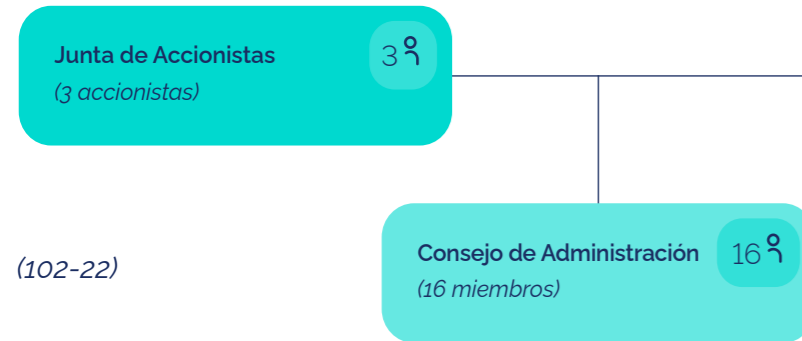 Junta de Accionistas
3
(3 accionistas)
Consejo de Administración
16
(16 miembros)
(102-22)